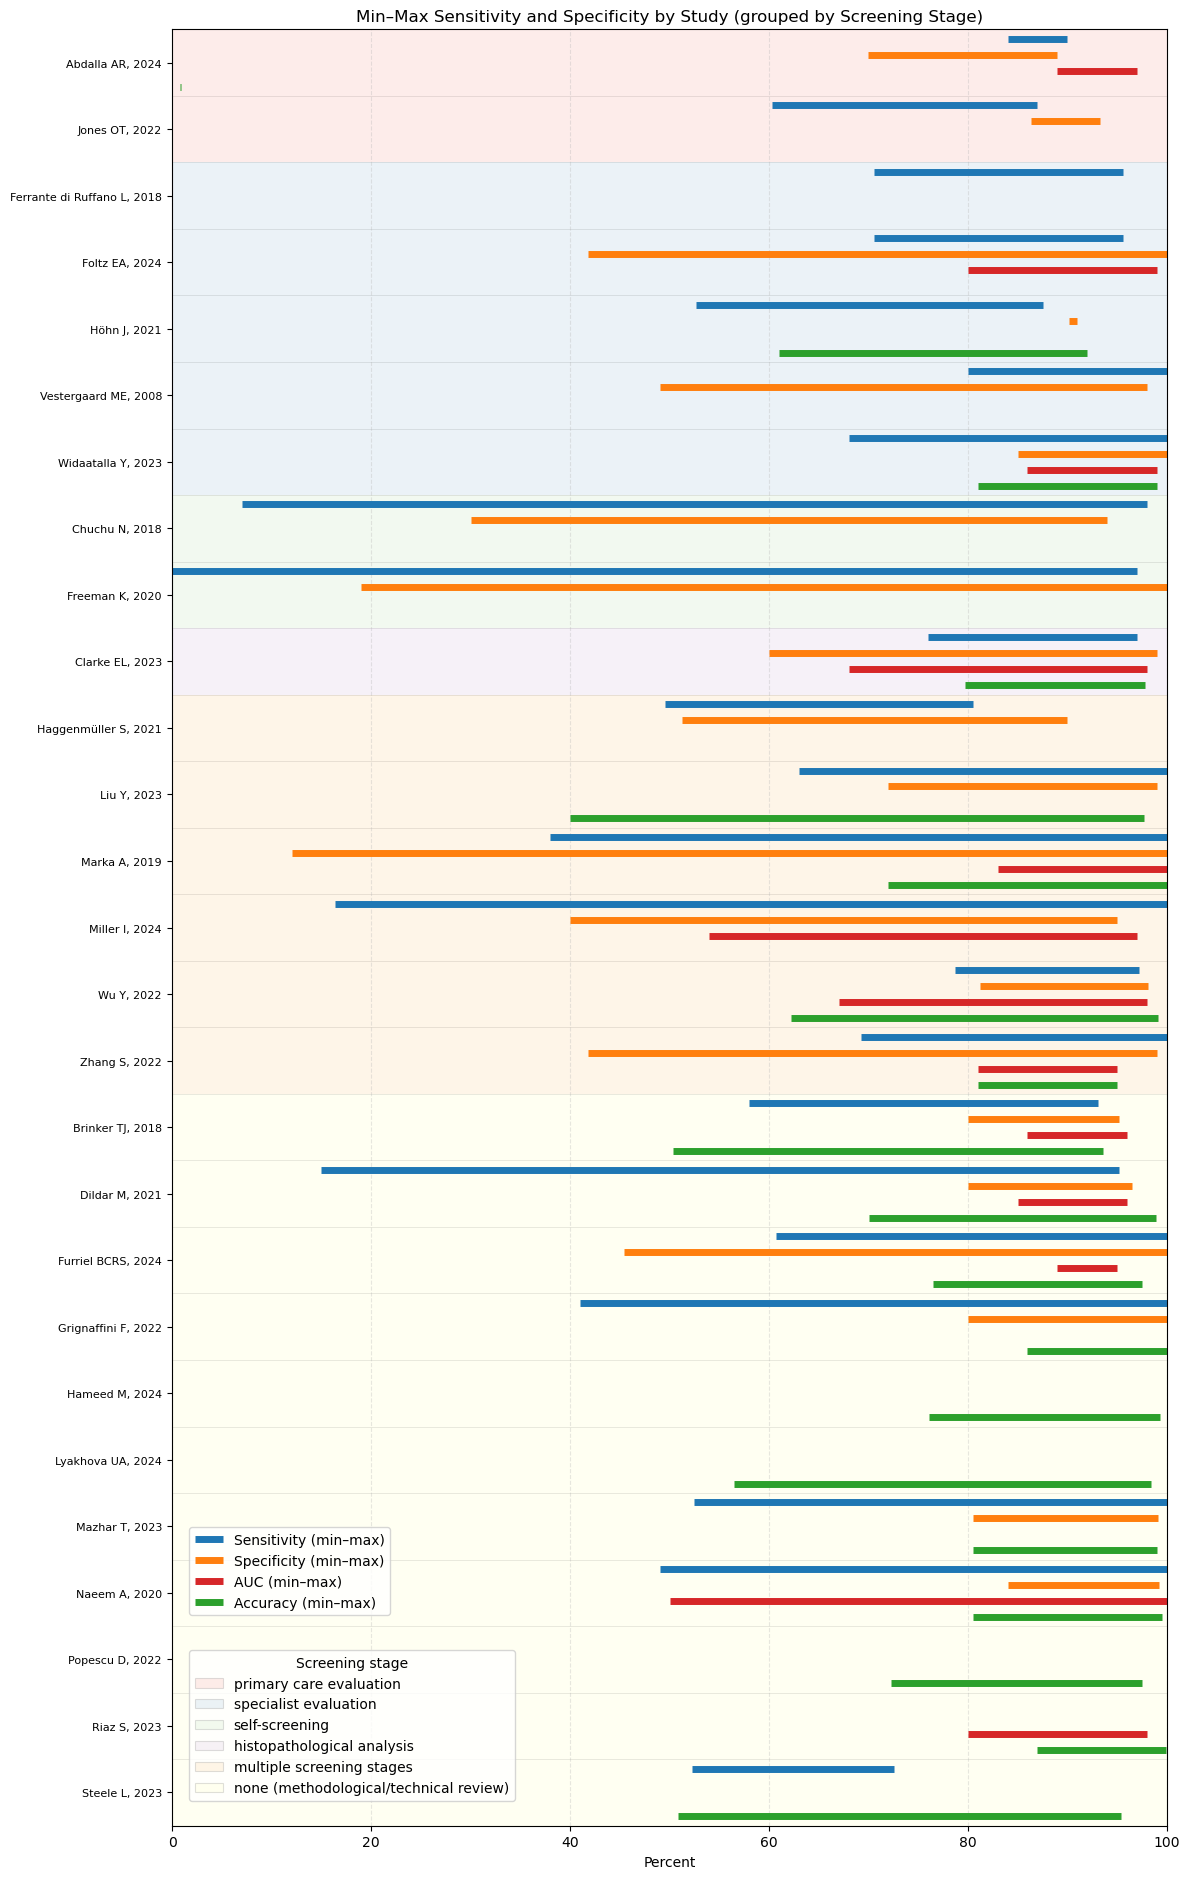 Min–Max Sensitivity and Specificity by Study (grouped by Screening Stage)
Abdalla AR, 2024
Jones OT, 2022
Ferrante di Ruffano L, 2018
Foltz EA, 2024
Höhn J, 2021
Vestergaard ME, 2008
Widaatalla Y, 2023
Chuchu N, 2018
Freeman K, 2020
Clarke EL, 2023
Haggenmüller S, 2021
Liu Y, 2023
Marka A, 2019
Miller I, 2024
Wu Y, 2022
Zhang S, 2022
Brinker TJ, 2018
Dildar M, 2021
Furriel BCRS, 2024
Grignaffini F, 2022
Hameed M, 2024
Lyakhova UA, 2024
Mazhar T, 2023
Naeem A, 2020
Popescu D, 2022
Riaz S, 2023
Steele L, 2023
Sensitivity (min–max)
Specificity (min–max)
AUC (min–max)
Accuracy (min–max)
Screening stage
primary care evaluation
specialist evaluation
self-screening
histopathological analysis
multiple screening stages
none (methodological/technical review)
0 20 40 60 80 100
Percent